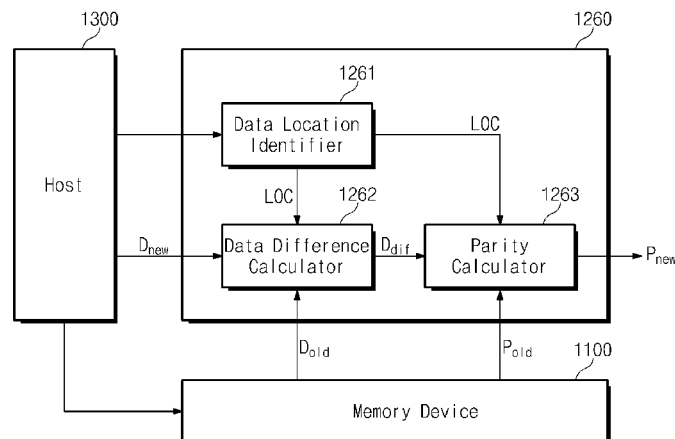 1300
1260
1261
Data Location
Identifier
LOC
Host
LOC
1262
1263
Dnew
Data Difference
Calculator
Ddif
Parity
Calculator
Pnew
Dold
Pold
1100
Memory Device